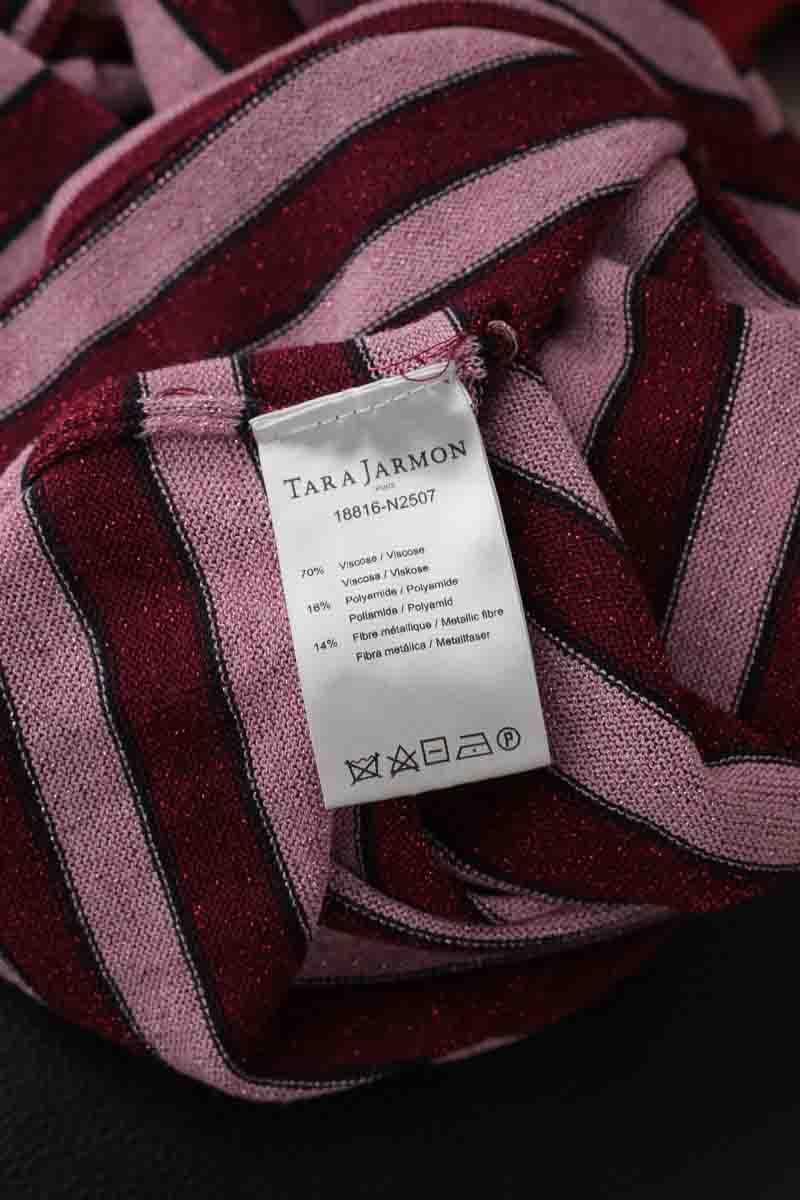 TARA JARMON
PARIS
18816-N2507
70% Viscose / Viscose
Viscosa / Viskose
16% Polyamide / Polyamide
Poliamida / Polyamid
14% Fibre métallique / Metallic fibre
Fibra metálica / Metallfaser
P